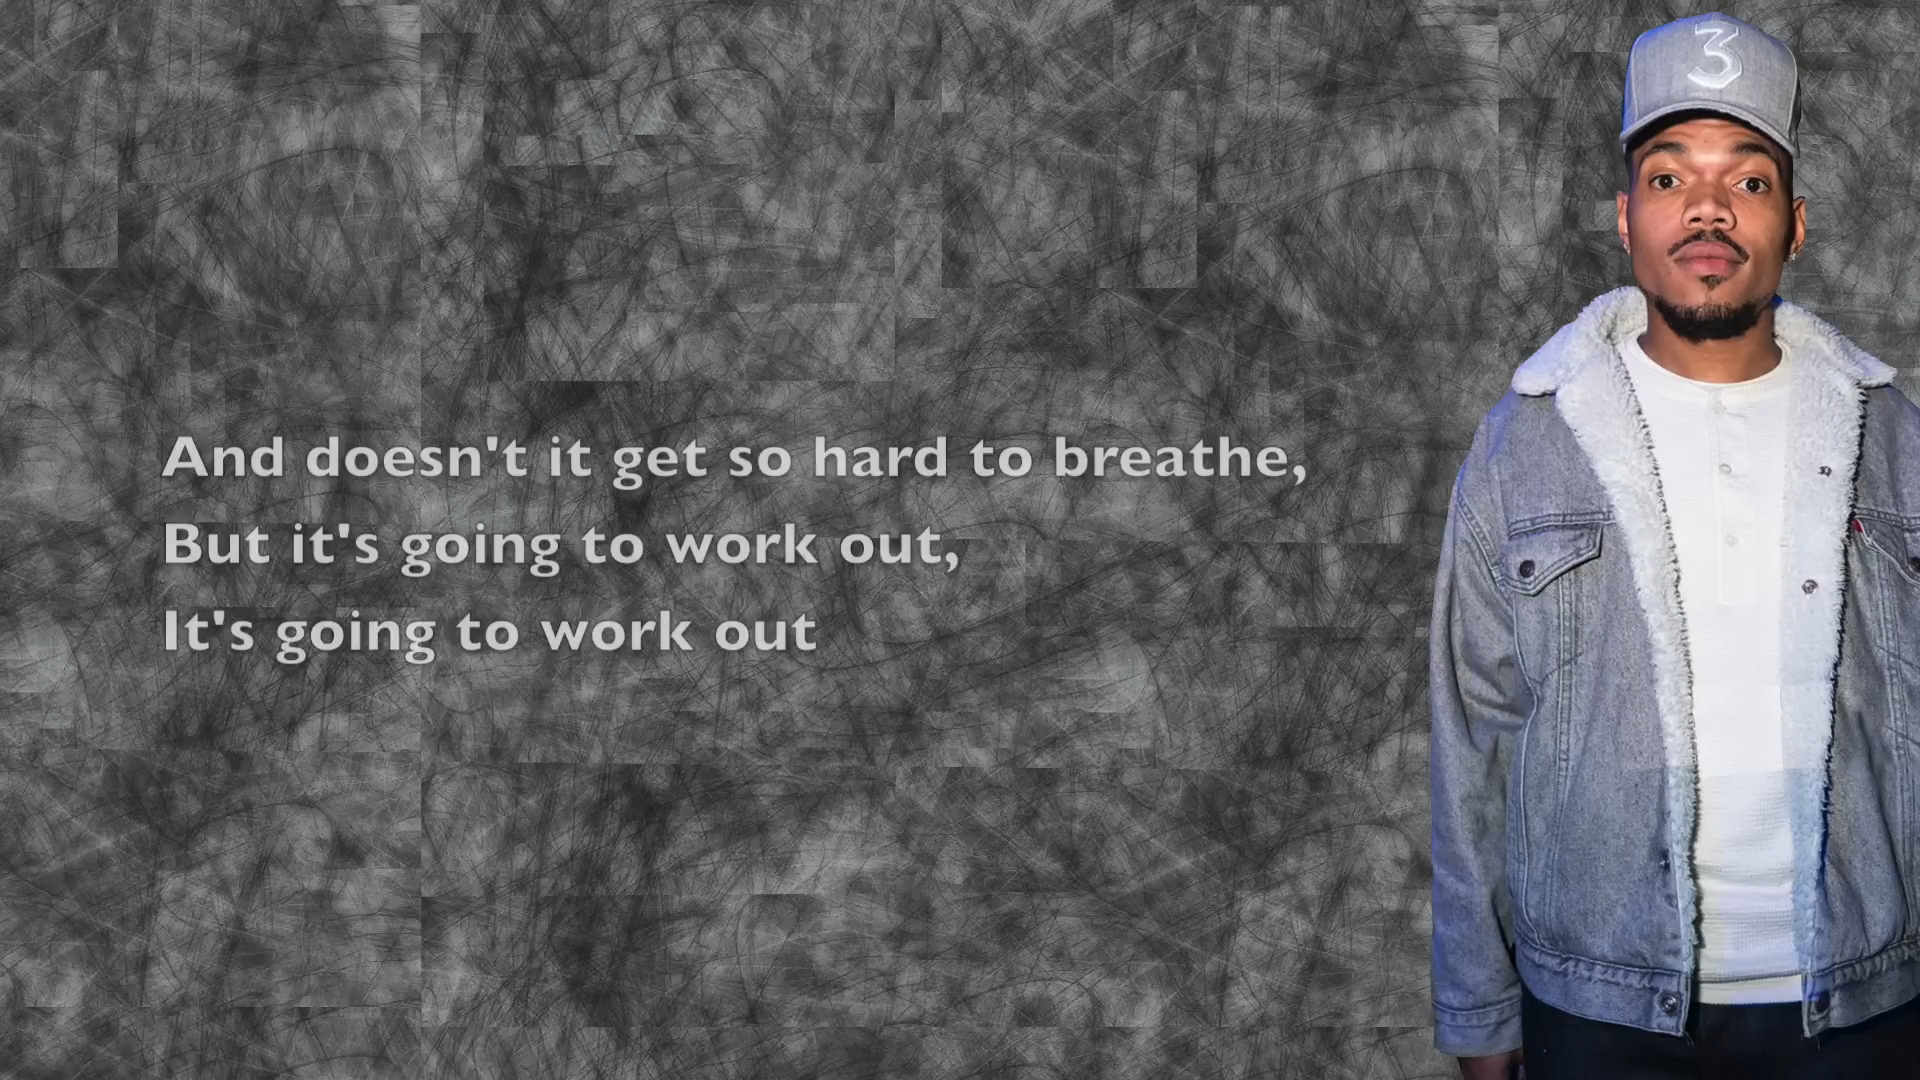 3
And doesn't it get so hard to breathe,
But it's going to work out,
It's going to work out